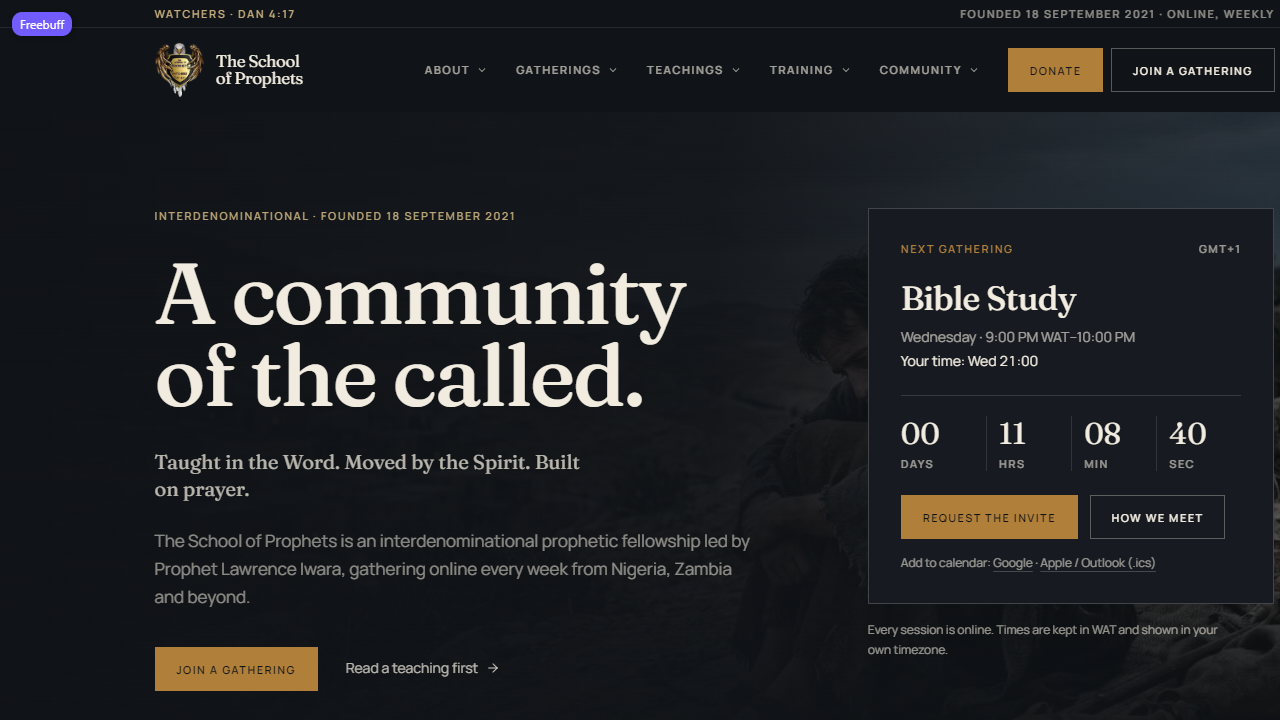 WATCHERS · DAN 4:17
FOUNDED 18 SEPTEMBER 2021 · ONLINE, WEEKLY
Freebuff
The School
of Prophets
ABOUT
GATHERINGS
TEACHINGS
TRAINING
COMMUNITY
DONATE
JOIN A GATHERING
INTERDENOMINATIONAL · FOUNDED 18 SEPTEMBER 2021
A community
of the called.
Taught in the Word. Moved by the Spirit. Built
on prayer.
The School of Prophets is an interdenominational prophetic fellowship led by
Prophet Lawrence Iwara, gathering online every week from Nigeria, Zambia
and beyond.
JOIN A GATHERING
Read a teaching first →
NEXT GATHERING
GMT+1
Bible Study
Wednesday · 9:00 PM WAT–10:00 PM
Your time: Wed 21:00
00 11 08 40
DAYS HRS MIN SEC
REQUEST THE INVITE
HOW WE MEET
Add to calendar: Google · Apple / Outlook (.ics)
Every session is online. Times are kept in WAT and shown in your
own timezone.